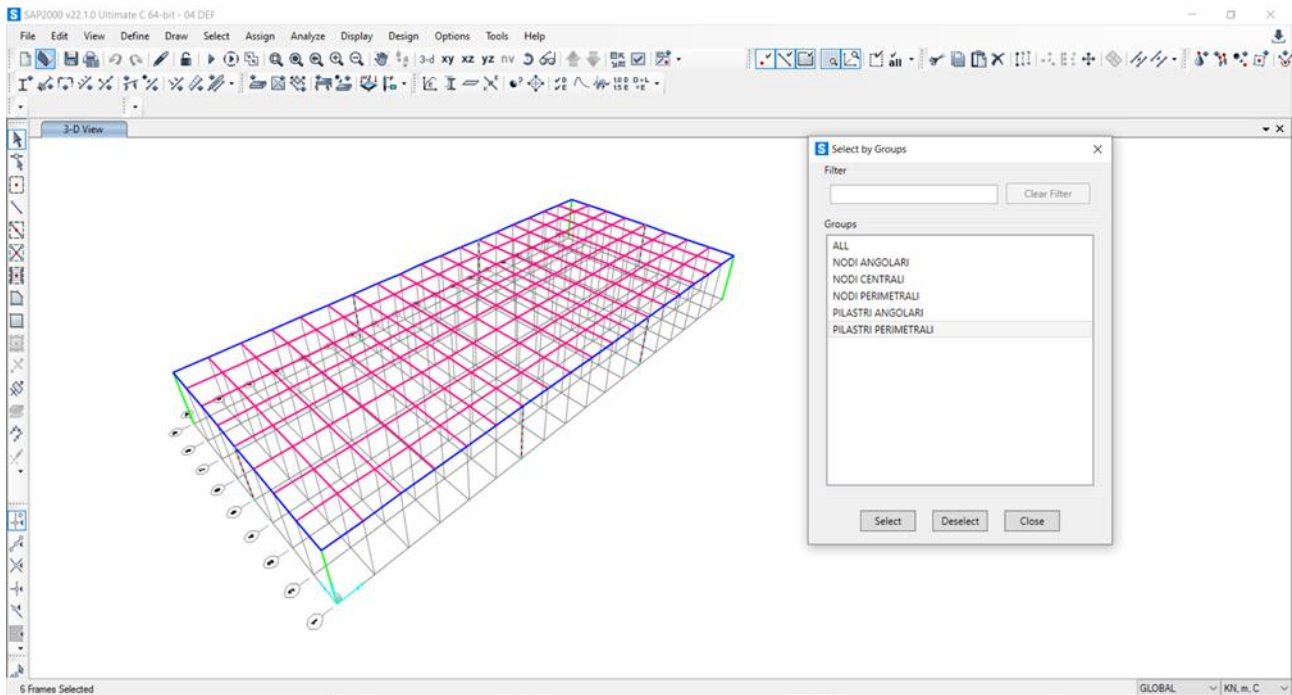 SAP2000 v22.1.0 Ultimate C 64-bit - 04 DEF
File Edit View Define Draw Select Assign Analyze Display Design Options Tools Help
3-d xy xz yz nv
all
3-D View
Select by Groups
Filter
Clear Filter
Groups
ALL
NODI ANGOLARI
NODI CENTRALI
NODI PERIMETRALI
PILASTRI ANGOLARI
PILASTRI PERIMETRALI
Select Deselect Close
6 Frames Selected
GLOBAL KN, m, C